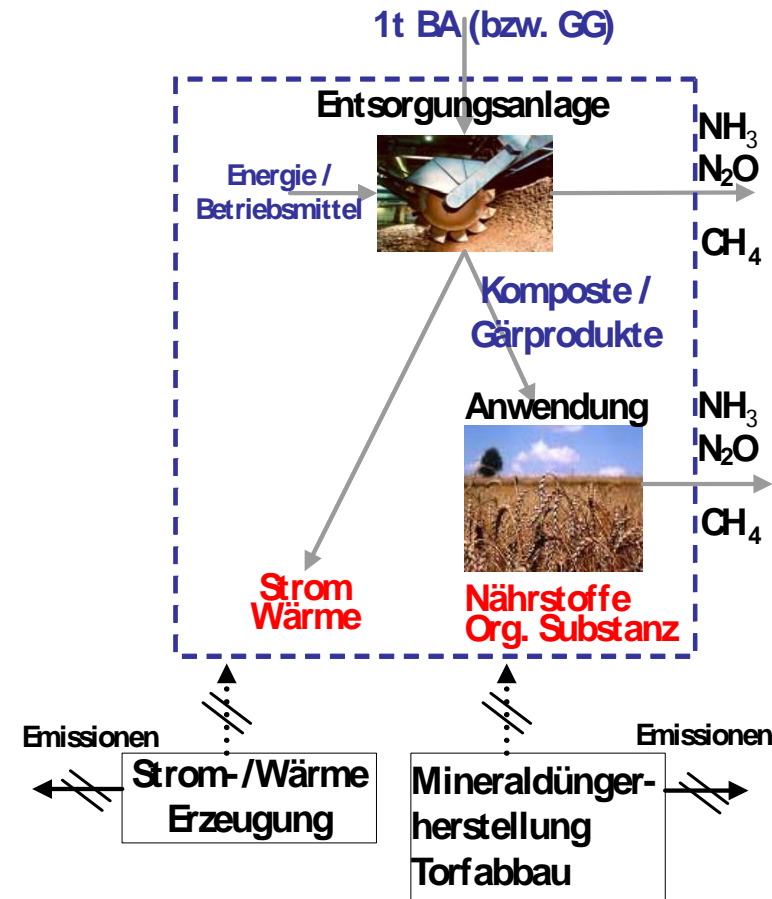 1t BA (bzw. GG)
Entsorgungsanlage
NH₃
N₂O
CH₄
Energie /
Betriebsmittel
Komposte /
Gärprodukte
Anwendung
NH₃
N₂O
CH₄
Strom
Wärme
Nährstoffe
Org. Substanz
Emissionen
Emissionen
Strom-/Wärme
Erzeugung
Mineraldünger-
herstellung
Torfabbau